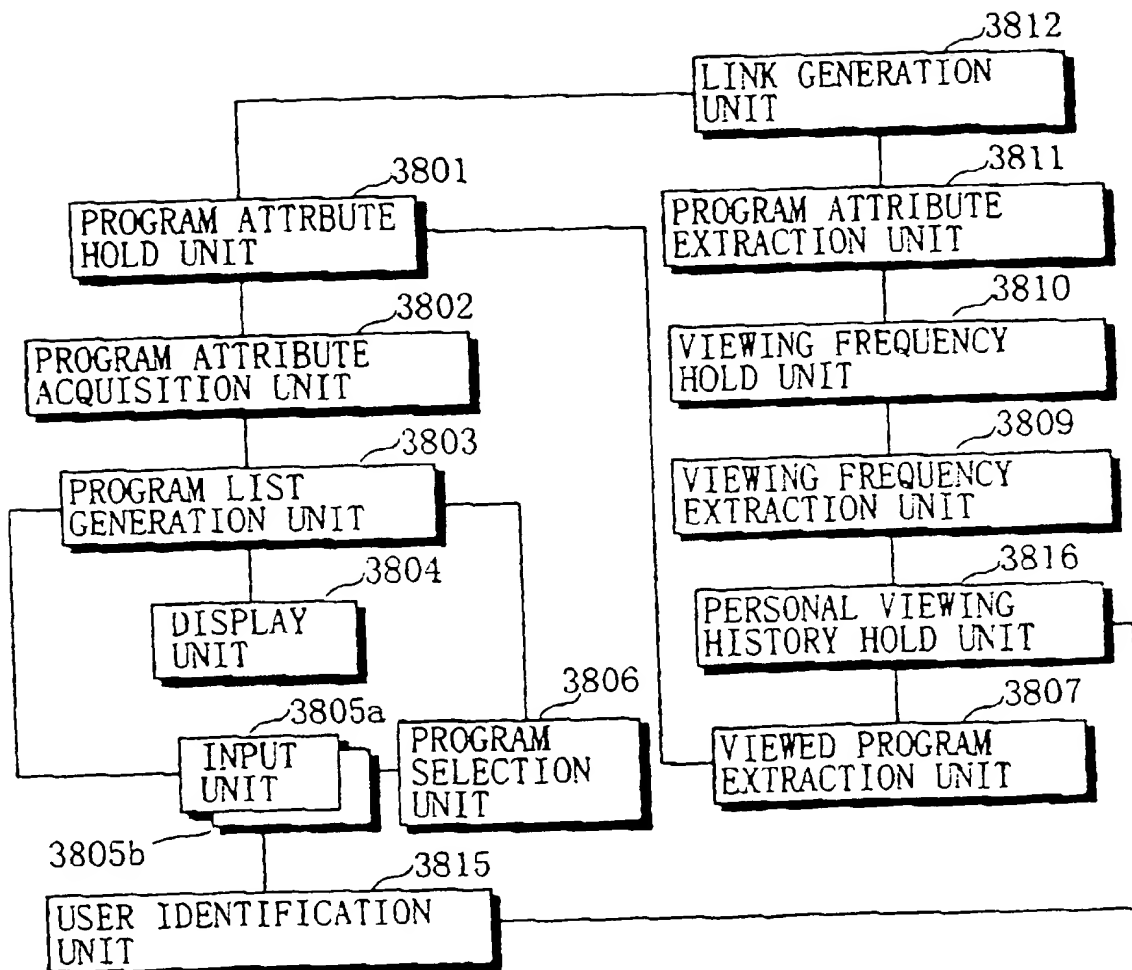 3812
LINK GENERATION
UNIT
3801
PROGRAM ATTRBUTE
HOLD UNIT
3811
PROGRAM ATTRIBUTE
EXTRACTION UNIT
3802
PROGRAM ATTRIBUTE
ACQUISITION UNIT
3810
VIEWING FREQUENCY
HOLD UNIT
3803
PROGRAM LIST
GENERATION UNIT
3809
VIEWING FREQUENCY
EXTRACTION UNIT
3804
DISPLAY
UNIT
3816
PERSONAL VIEWING
HISTORY HOLD UNIT
3805a
INPUT
UNIT
3805b
3806
PROGRAM
SELECTION
UNIT
3807
VIEWED PROGRAM
EXTRACTION UNIT
3815
USER IDENTIFICATION
UNIT